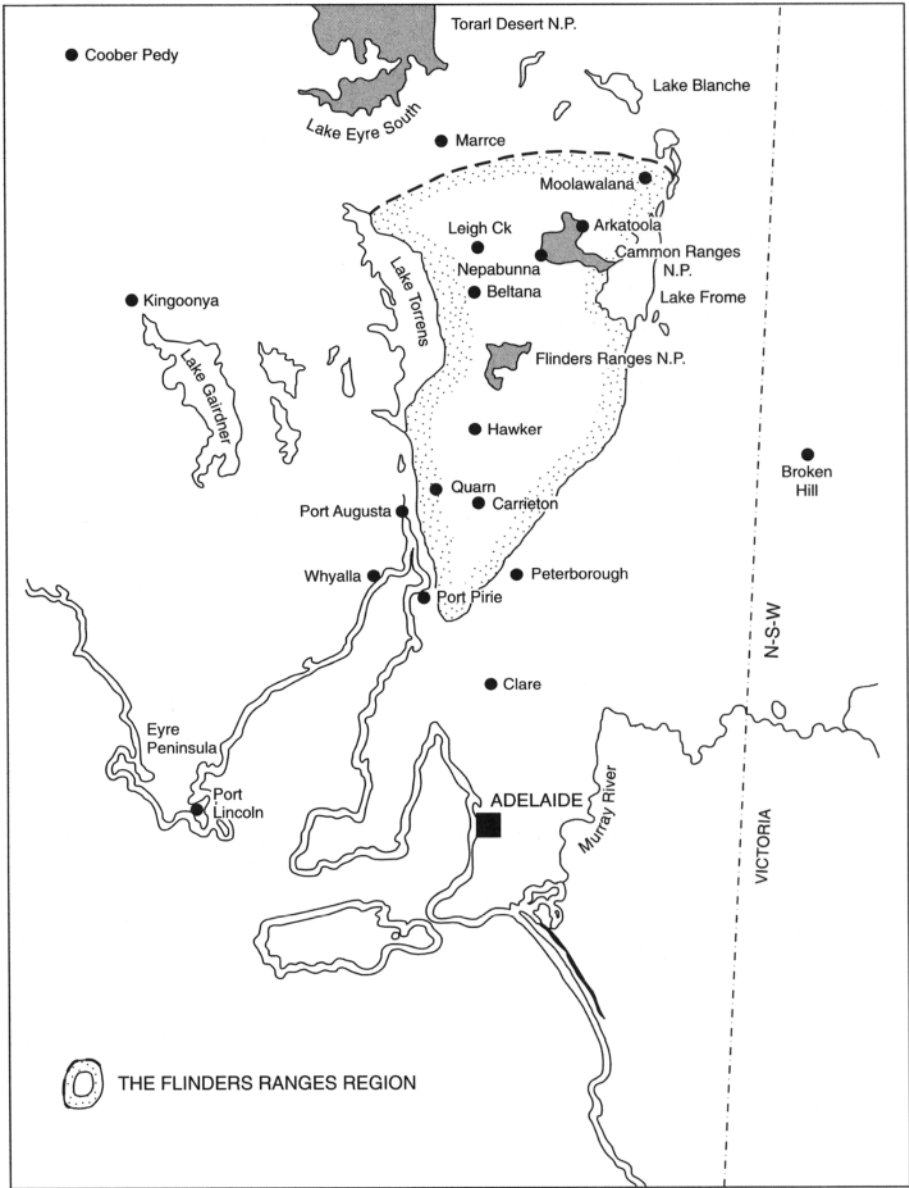 Torarl Desert N.P.
Coober Pedy
Lake Blanche
Lake Eyre South
Marrce
Moolawalana
Arkatoola
Leigh Ck
Cammon Ranges
N.P.
Nepabunna
Lake Torrens
Beltana
Lake Frome
Kingoonya
Lake Gairdner
Flinders Ranges N.P.
Hawker
Broken
Hill
Quarn
Carrieton
Port Augusta
Whyalla
Peterborough
Port Pirie
N-S-W
Clare
Eyre
Peninsula
Port
Lincoln
ADELAIDE
Murray River
VICTORIA
THE FLINDERS RANGES REGION